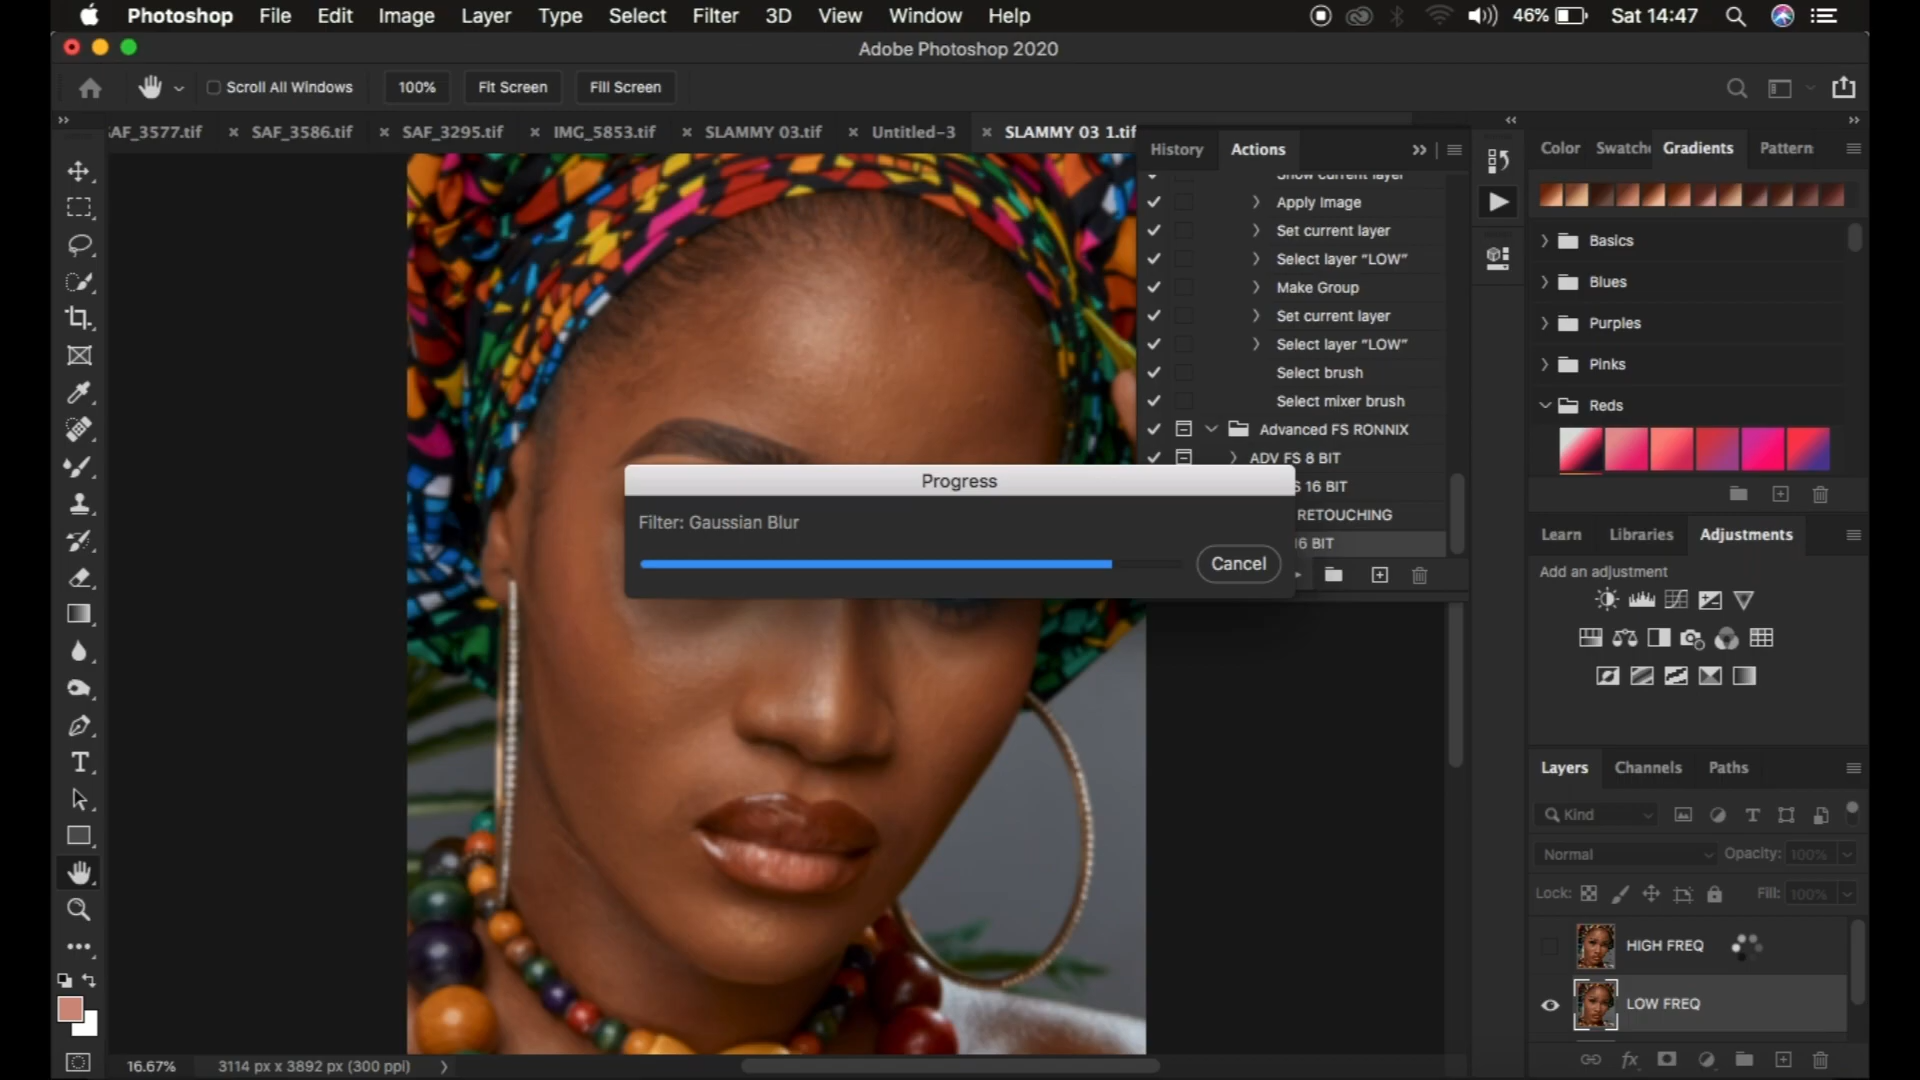 Photoshop File Edit Image Layer Type Select Filter 3D View Window Help 46% Sat 14:47
Adobe Photoshop 2020
Scroll All Windows 100% Fit Screen Fill Screen
AF_3577.tif × SAF_3586.tif × SAF_3295.tif × IMG_5853.tif × SLAMMY 03.tif × Untitled-3 × SLAMMY 03 1.tif
History Actions
Show current layer
Apply Image
Set current layer
Select layer “LOW”
Make Group
Set current layer
Select layer “LOW”
Select brush
Select mixer brush
Advanced FS RONNIX
ADV FS 8 BIT
S 16 BIT
RETOUCHING
16 BIT
Progress
Filter: Gaussian Blur
Cancel
Color Swatche Gradients Pattern
Basics
Blues
Purples
Pinks
Reds
Learn Libraries Adjustments
Add an adjustment
Layers Channels Paths
Kind
Normal Opacity: 100%
Lock: Fill: 100%
HIGH FREQ
LOW FREQ
16.67% 3114 px x 3892 px (300 ppi)